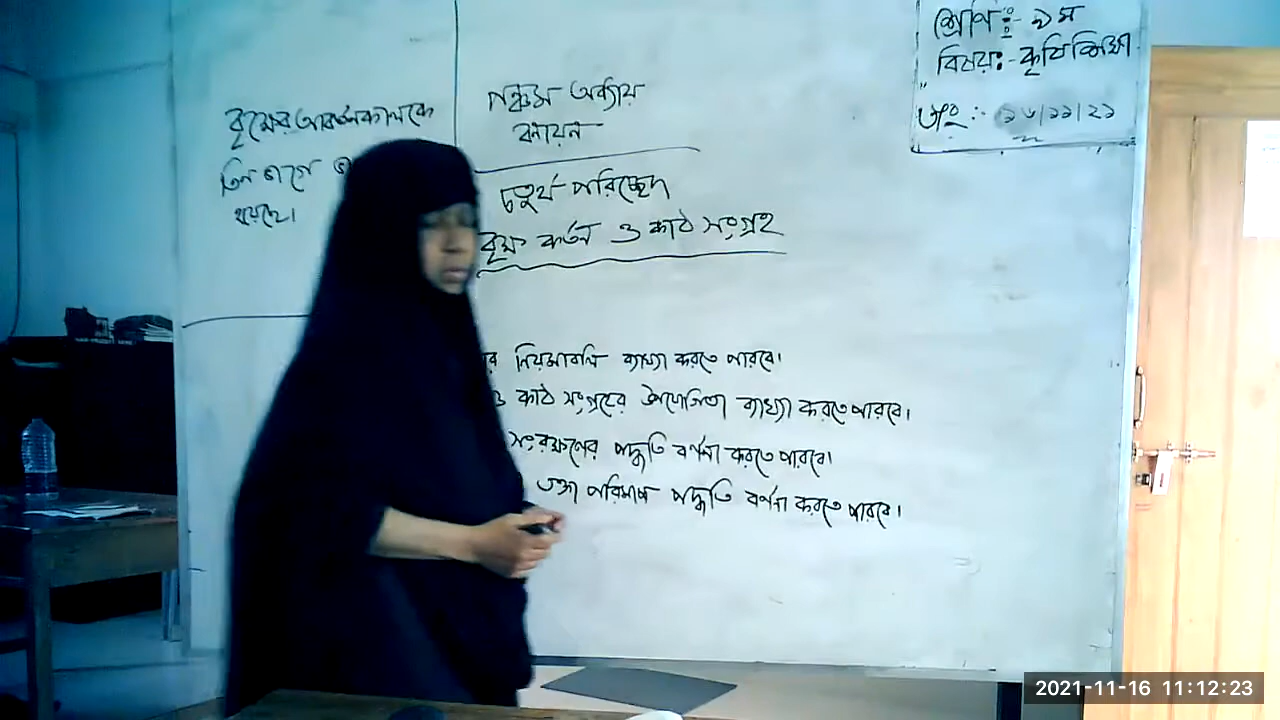 শ্রেণি:- ৯ম
বিষয়:- কৃষিশিক্ষা
তাং:- ১৬/১১/২১
পঞ্চম অধ্যায়
বনায়ন
চতুর্থ পরিচ্ছেদ
বৃক্ষ কর্তন ও কাঠ সংগ্রহ
বৃক্ষের আবর্তনকালকে
তিন ভাগে
হয়েছে।
নিয়মাবলি ব্যাখ্যা করতে পারবে।
ও কাঠ সংগ্রহের উপযোগিতা ব্যাখ্যা করতে পারবে।
সংরক্ষণের পদ্ধতি বর্ণনা করতে পারবে।
তক্তা পরিমাপ পদ্ধতি বর্ণনা করতে পারবে।
2021-11-16 11:12:23